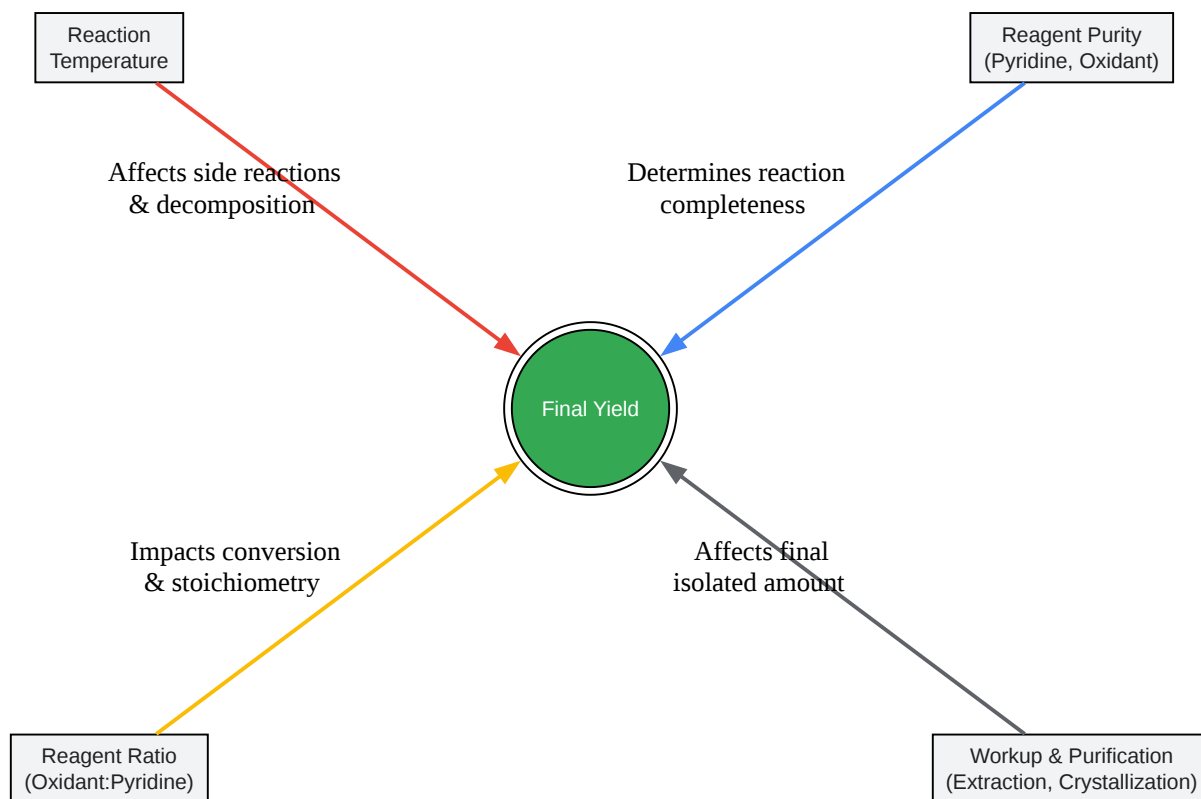 Reaction
Temperature
Reagent Purity
(Pyridine, Oxidant)
Affects side reactions
& decomposition
Determines reaction
completeness
Final Yield
Impacts conversion
& stoichiometry
Affects final
isolated amount
Reagent Ratio
(Oxidant:Pyridine)
Workup & Purification
(Extraction, Crystallization)